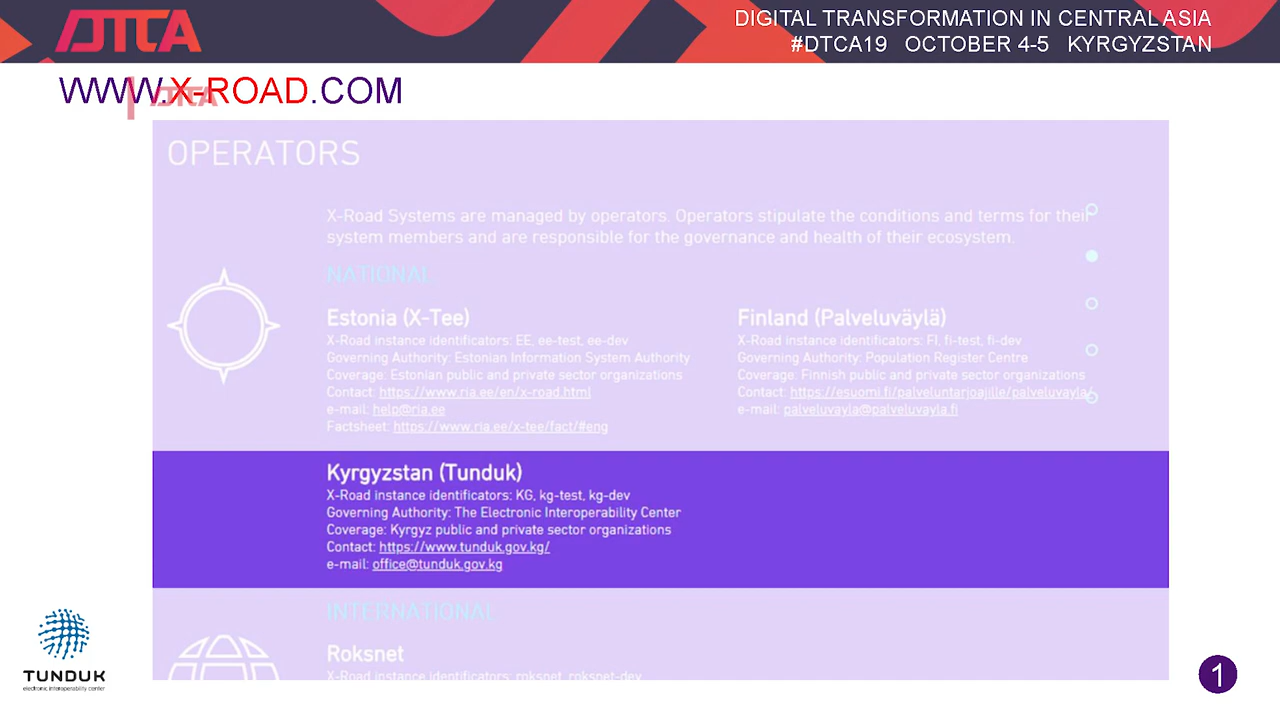 DTCA
DIGITAL TRANSFORMATION IN CENTRAL ASIA
#DTCA19 OCTOBER 4-5 KYRGYZSTAN
WWW.X-ROAD.COM
DTCA
OPERATORS
X-Road Systems are managed by operators. Operators stipulate the conditions and terms for their
system members and are responsible for the governance and health of their ecosystem.
NATIONAL
Estonia (X-Tee)
X-Road instance identificators: EE, ee-test, ee-dev
Governing Authority: Estonian Information System Authority
Coverage: Estonian public and private sector organizations
Contact: https://www.ria.ee/en/x-road.html
e-mail: help@ria.ee
Factsheet: https://www.ria.ee/x-tee/fact/#eng
Finland (Palveluväylä)
X-Road instance identificators: FI, fi-test, fi-dev
Governing Authority: Population Register Centre
Coverage: Finnish public and private sector organizations
Contact: https://esuomi.fi/palveluntarjoajille/palveluvayla/
e-mail: palveluvayla@palveluvayla.fi
Kyrgyzstan (Tunduk)
X-Road instance identificators: KG, kg-test, kg-dev
Governing Authority: The Electronic Interoperability Center
Coverage: Kyrgyz public and private sector organizations
Contact: https://www.tunduk.gov.kg/
e-mail: office@tunduk.gov.kg
INTERNATIONAL
Roksnet
X-Road instance identificators: roksnet, roksnet-dev
TUNDUK
electronic interoperability center
1